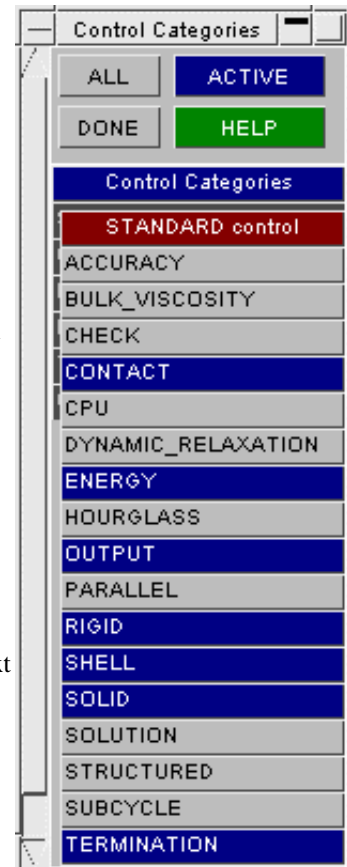 Control Categories
ALL ACTIVE
DONE HELP
Control Categories
STANDARD control
ACCURACY
BULK_VISCOSITY
CHECK
CONTACT
CPU
DYNAMIC_RELAXATION
ENERGY
HOURGLASS
OUTPUT
PARALLEL
RIGID
SHELL
SOLID
SOLUTION
STRUCTURED
SUBCYCLE
TERMINATION